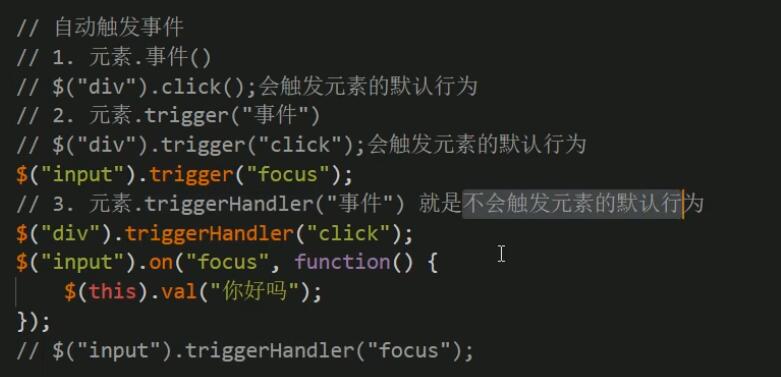 // 自动触发事件
// 1. 元素.事件()
// $("div").click();会触发元素的默认行为
// 2. 元素.trigger("事件")
// $("div").trigger("click");会触发元素的默认行为
$("input").trigger("focus");
// 3. 元素.triggerHandler("事件") 就是不会触发元素的默认行为
$("div").triggerHandler("click");
$("input").on("focus", function() {
    $(this).val("你好吗");
});
// $("input").triggerHandler("focus");